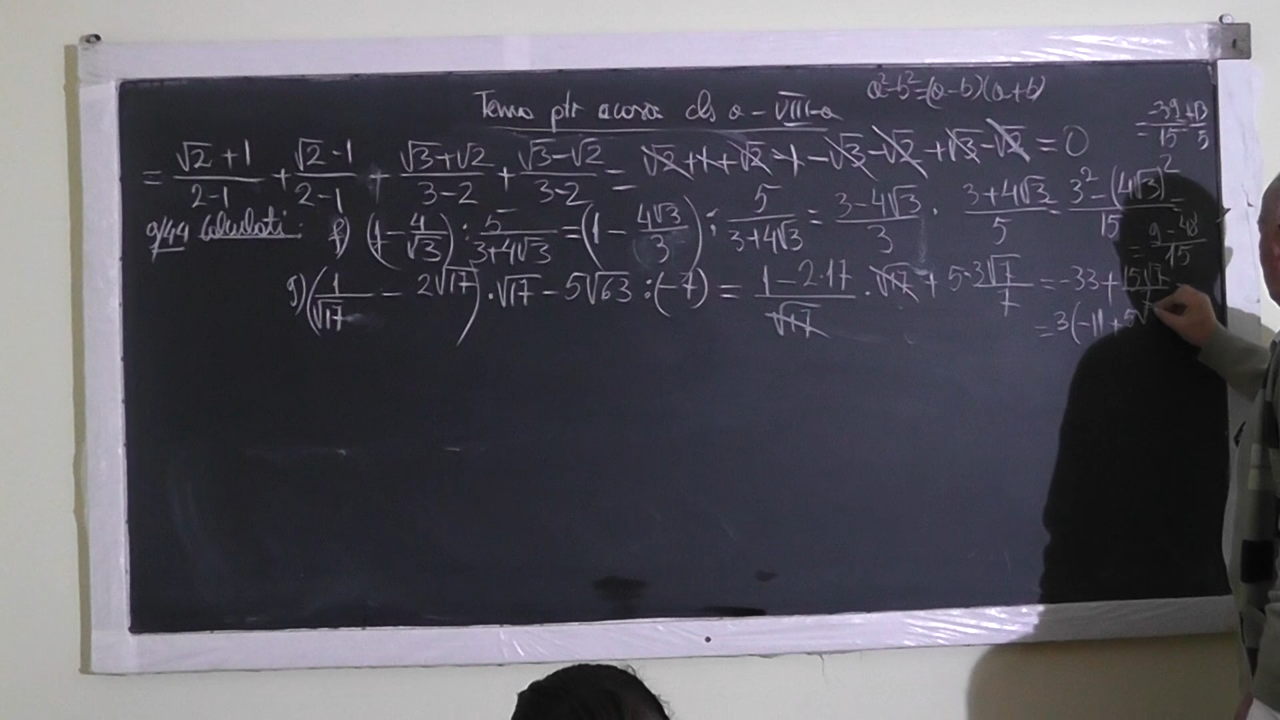 Tema ptr acasa cls a-VIII-a
a²-b²=(a-b)(a+b)
= (√2+1)/(2-1) + (√2-1)/(2-1) + (√3+√2)/(3-2) + (√3-√2)/(3-2) = √2+1+√2-1-√3-√2+√3-√2 = 0
9/44 Calculati: f) (1-4/√3) : 5/(3+4√3) = (1-4√3/3) : 5/(3+4√3) = (3-4√3)/3 · (3+4√3)/5 = (3²-(4√3)²)/15 =
= (9-48)/15
= -39/15
g) (1/√17 - 2√17) · √17 - 5√63 : (-7) = (1-2·17)/√17 · √17 + 5·3√7/7 = -33+15√7/7
= 3(-11+5√